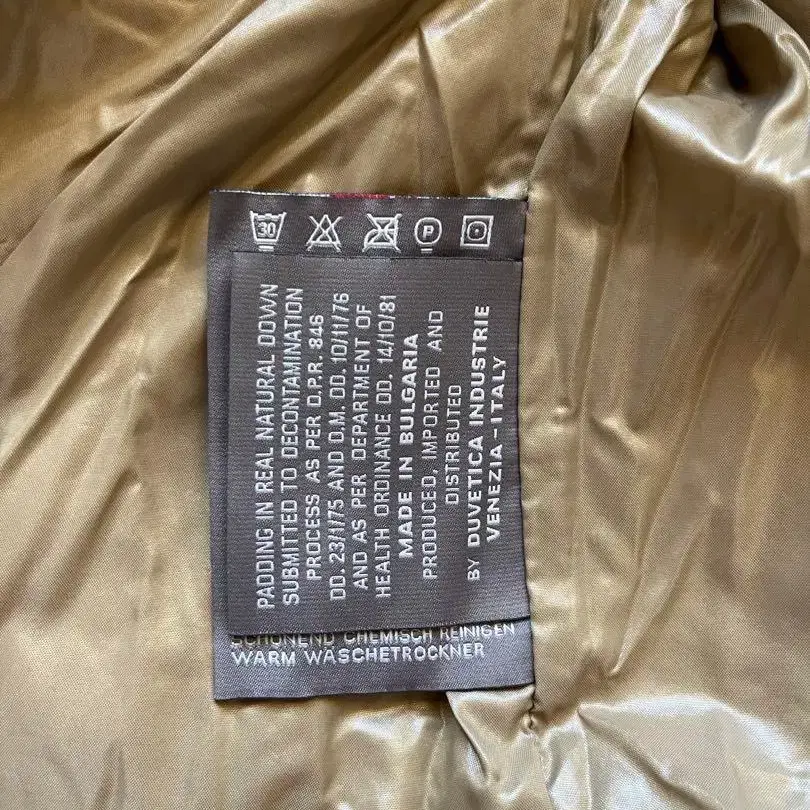 30
P
PADDING IN REAL NATURAL DOWN
SUBMITTED TO DECONTAMINATION
PROCESS AS PER D.P.R. 846
DD. 23/1/75 AND D.M. DD. 10/11/76
AND AS PER DEPARTMENT OF
HEALTH ORDINANCE DD. 14/10/81
MADE IN BULGARIA
PRODUCED, IMPORTED AND
DISTRIBUTED
BY DUVETICA INDUSTRIE
VENEZIA-ITALY
SCHONEND CHEMISCH REINIGEN
WARM WÄSCHETROCKNER